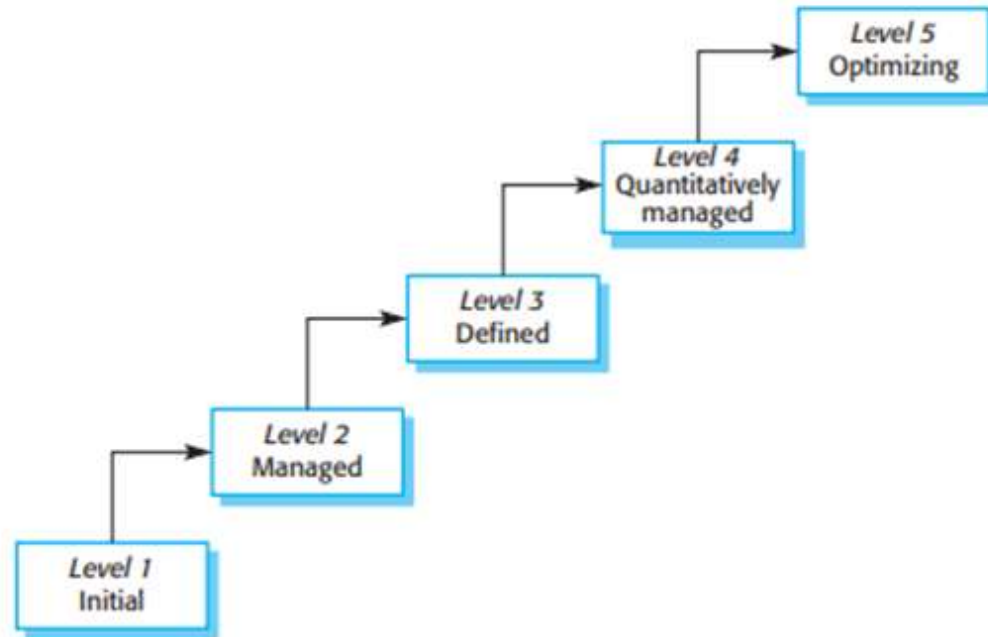 Level 5
Optimizing
Level 4
Quantitatively
managed
Level 3
Defined
Level 2
Managed
Level 1
Initial